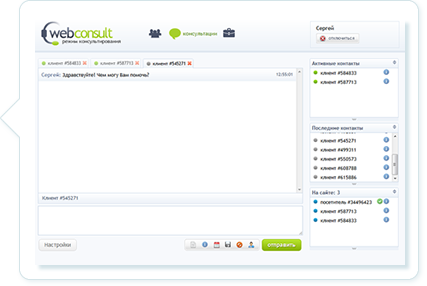 webconsult
режим консультирования
консультации
Сергей
отключиться
клиент #584833
клиент #587713
клиент #545271
Сергей: Здравствуйте! Чем могу Вам помочь?
12:55:01
Клиент #545271
Настройки
отправить
Активные контакты
клиент #584833
клиент #587713
Последние контакты
клиент #545271
клиент #499311
клиент #550573
клиент #608788
клиент #615886
На сайте: 3
посетитель #34496423
клиент #587713
клиент #584833